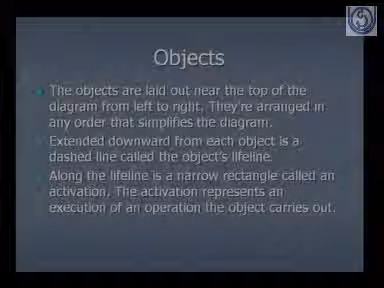 Objects
The objects are laid out near the top of the
diagram from left to right. They're arranged in
any order that simplifies the diagram.
Extended downward from each object is a
dashed line called the object's lifeline.
Along the lifeline is a narrow rectangle called an
activation. The activation represents an
execution of an operation the object carries out.